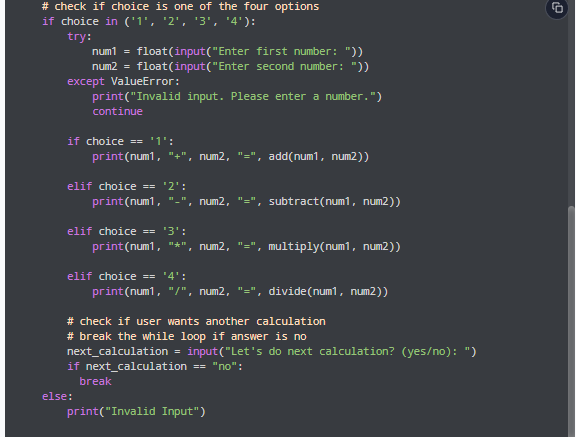 # check if choice is one of the four options
if choice in ('1', '2', '3', '4'):
try:
num1 = float(input("Enter first number: "))
num2 = float(input("Enter second number: "))
except ValueError:
print("Invalid input. Please enter a number.")
continue
if choice == '1':
print(num1, "+", num2, "=", add(num1, num2))
elif choice == '2':
print(num1, "-", num2, "=", subtract(num1, num2))
elif choice == '3':
print(num1, "*", num2, "=", multiply(num1, num2))
elif choice == '4':
print(num1, "/", num2, "=", divide(num1, num2))
# check if user wants another calculation
# break the while loop if answer is no
next_calculation = input("Let's do next calculation? (yes/no): ")
if next_calculation == "no":
break
else:
print("Invalid Input")